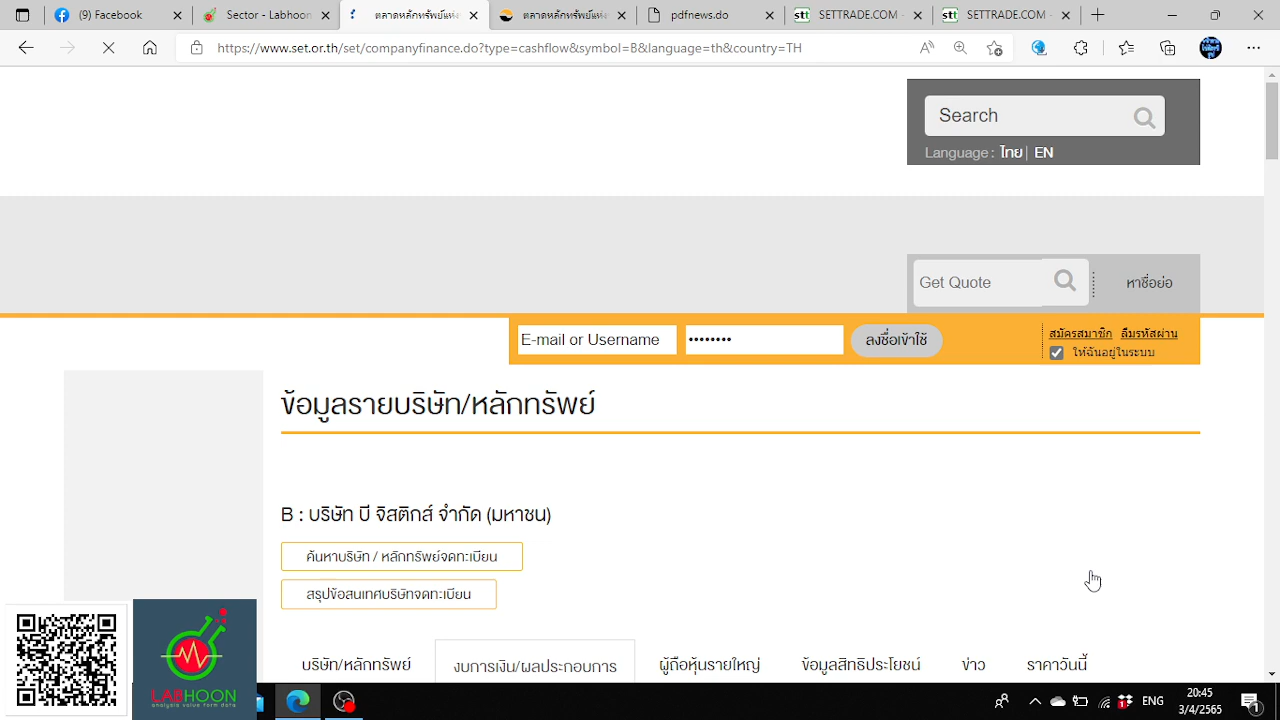 (9) Facebook
Sector - Labhoon
ตลาดหลักทรัพย์แห่ง
ตลาดหลักทรัพย์แห่ง
pdfnews.do
SETTRADE.COM -
SETTRADE.COM -
https://www.set.or.th/set/companyfinance.do?type=cashflow&symbol=B&language=th&country=TH
Search
Language : ไทย | EN
Get Quote
หาชื่อย่อ
E-mail or Username
••••••••
ลงชื่อเข้าใช้
สมัครสมาชิก ลืมรหัสผ่าน
ให้ฉันอยู่ในระบบ
ข้อมูลรายบริษัท/หลักทรัพย์
B : บริษัท บี จิสติกส์ จำกัด (มหาชน)
ค้นหาบริษัท / หลักทรัพย์จดทะเบียน
สรุปข้อสนเทศบริษัทจดทะเบียน
บริษัท/หลักทรัพย์
งบการเงิน/ผลประกอบการ
ผู้ถือหุ้นรายใหญ่
ข้อมูลสิทธิประโยชน์
ข่าว
ราคาวันนี้
LABHOON
analysis value form data
ENG
20:45
3/4/2565